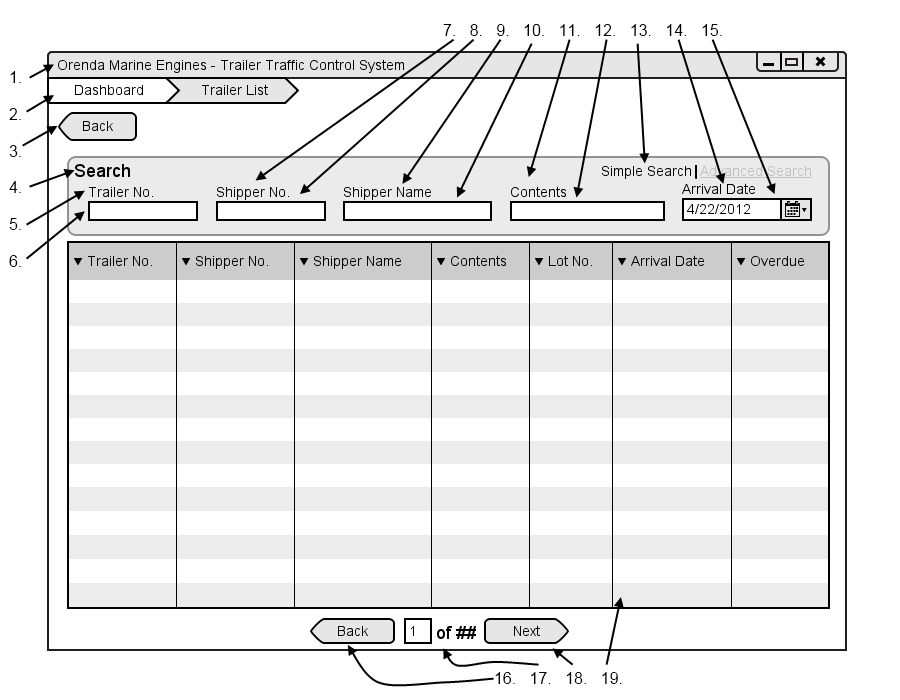 7. 8. 9. 10. 11. 12. 13. 14. 15.
1. Orenda Marine Engines - Trailer Traffic Control System
2. Dashboard Trailer List
3. Back
4. Search Simple Search | Advanced Search
5. Trailer No. Shipper No. Shipper Name Contents Arrival Date
6. 4/22/2012
Trailer No. Shipper No. Shipper Name Contents Lot No. Arrival Date Overdue
Back 1 of ## Next
16. 17. 18. 19.